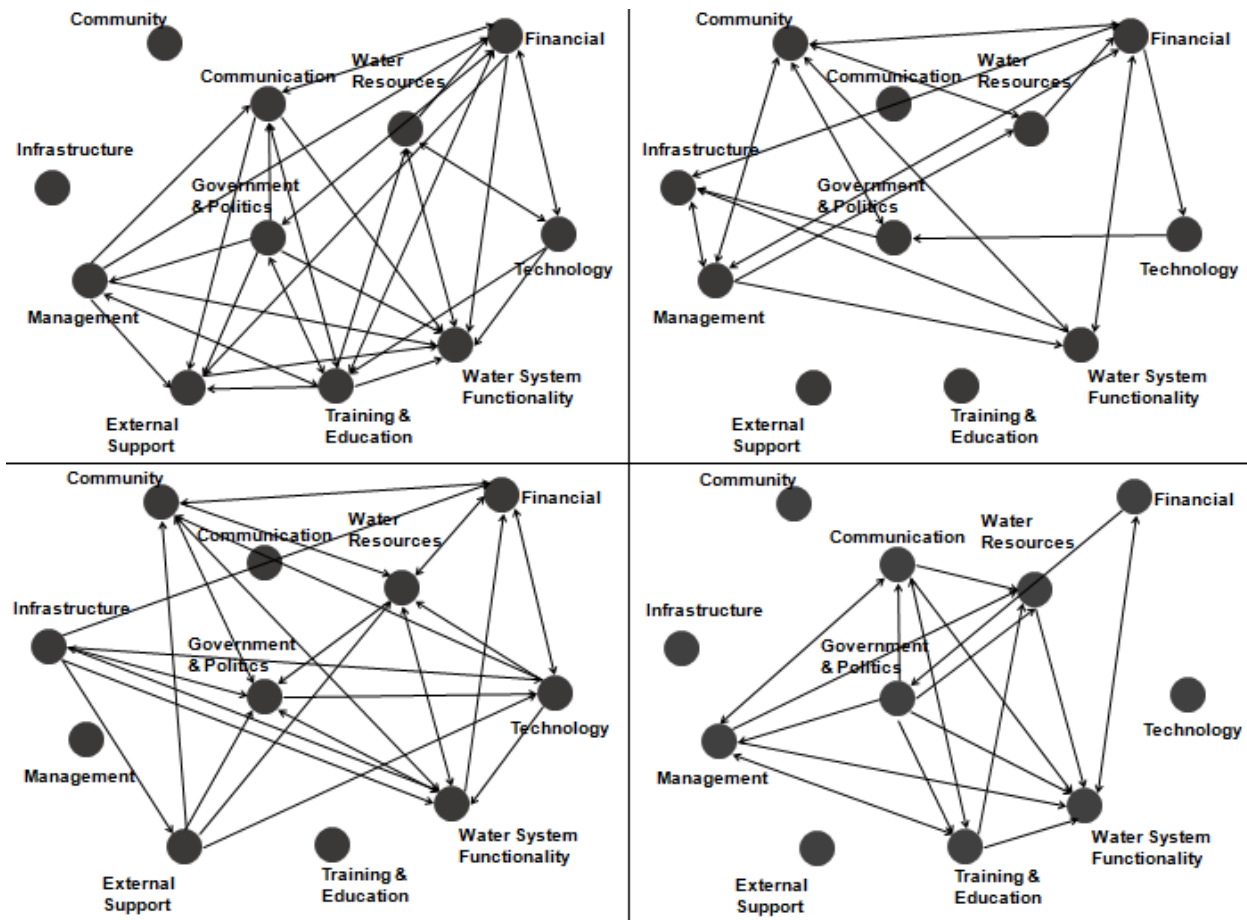 Community
Financial
Communication
Water
Resources
Infrastructure
Government
& Politics
Technology
Management
Water System
Functionality
External
Support
Training &
Education
Community
Financial
Water
Resources
Communication
Infrastructure
Government
& Politics
Technology
Management
Water System
Functionality
External
Support
Training &
Education
Community
Financial
Water
Resources
Communication
Infrastructure
Government
& Politics
Technology
Management
Water System
Functionality
External
Support
Training &
Education
Community
Financial
Water
Resources
Communication
Infrastructure
Government
& Politics
Technology
Management
Water System
Functionality
External
Support
Training &
Education